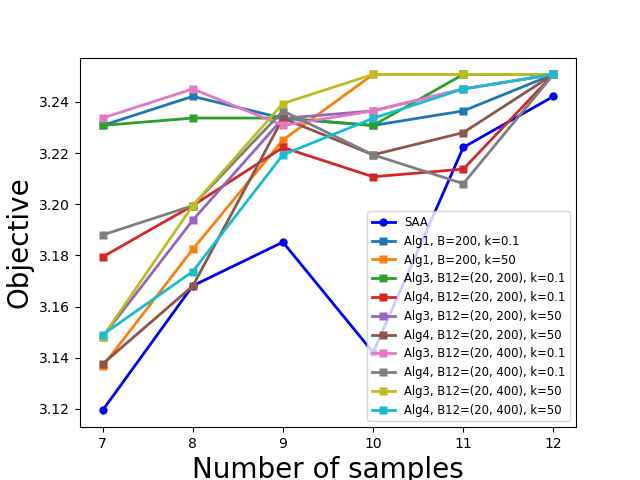 3.24
3.22
3.20
3.18
3.16
3.14
3.12
Objective
7 8 9 10 11 12
Number of samples
SAA
Alg1, B=200, k=0.1
Alg1, B=200, k=50
Alg3, B12=(20, 200), k=0.1
Alg4, B12=(20, 200), k=0.1
Alg3, B12=(20, 200), k=50
Alg4, B12=(20, 200), k=50
Alg3, B12=(20, 400), k=0.1
Alg4, B12=(20, 400), k=0.1
Alg3, B12=(20, 400), k=50
Alg4, B12=(20, 400), k=50